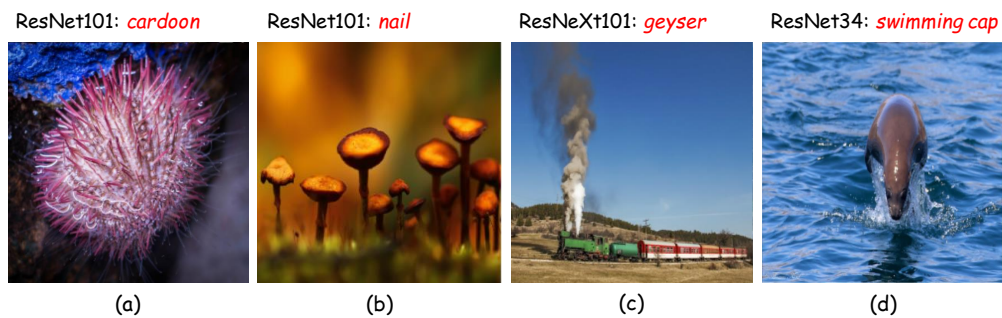 ResNet101: cardoon
ResNet101: nail
ResNeXt101: geyser
ResNet34: swimming cap
(a)
(b)
(c)
(d)